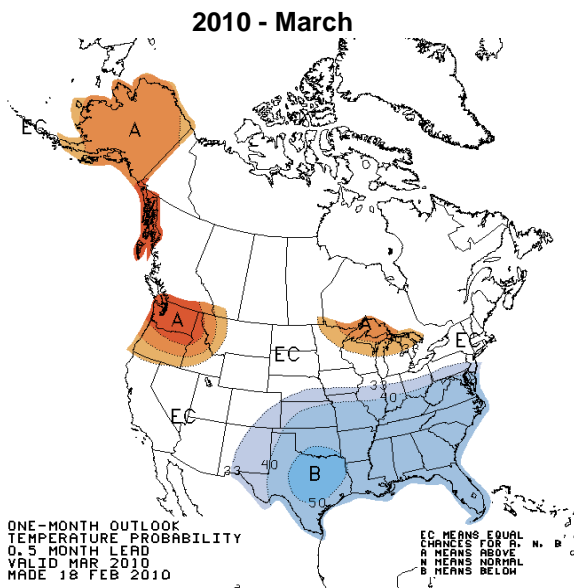 2010 - March
EC
A
A
A
EC
EC
EC
33
40
33
40
B
50
ONE-MONTH OUTLOOK
TEMPERATURE PROBABILITY
0.5 MONTH LEAD
VALID MAR 2010
MADE 18 FEB 2010
EC MEANS EQUAL
CHANCES FOR A, N, B
A MEANS ABOVE
N MEANS NORMAL
B MEANS BELOW